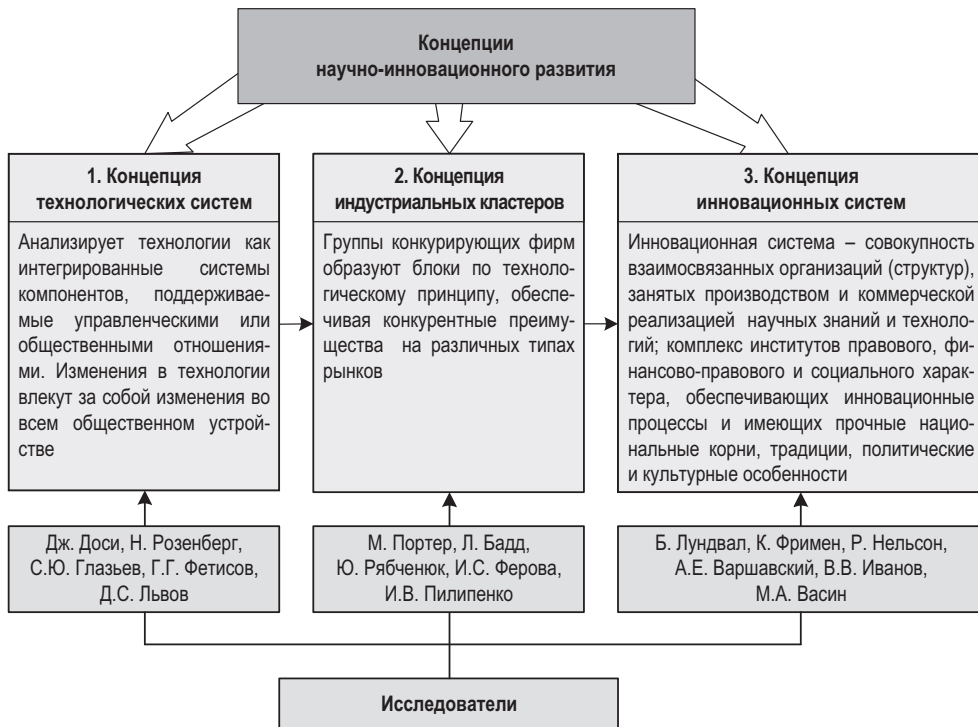 Концепции
научно-инновационного развития
1. Концепция
технологических систем
Анализирует технологии как
интегрированные системы
компонентов, поддерживае-
мые управленческими или
общественными отношения-
ми. Изменения в технологии
влекут за собой изменения во
всем общественном устрой-
стве
2. Концепция
индустриальных кластеров
Группы конкурирующих фирм
образуют блоки по техноло-
гическому принципу, обеспе-
чивая конкурентные преиму-
щества на различных типах
рынков
3. Концепция
инновационных систем
Инновационная система – совокупность
взаимосвязанных организаций (структур),
занятых производством и коммерческой
реализацией научных знаний и техноло-
гий; комплекс институтов правового, фи-
нансово-правового и социального харак-
тера, обеспечивающих инновационные
процессы и имеющих прочные нацио-
нальные корни, традиции, политические
и культурные особенности
Дж. Доси, Н. Розенберг,
С.Ю. Глазьев, Г.Г. Фетисов,
Д.С. Львов
М. Портер, Л. Бадд,
Ю. Рябченюк, И.С. Ферова,
И.В. Пилипенко
Б. Лундвал, К. Фримен, Р. Нельсон,
А.Е. Варшавский, В.В. Иванов,
М.А. Васин
Исследователи